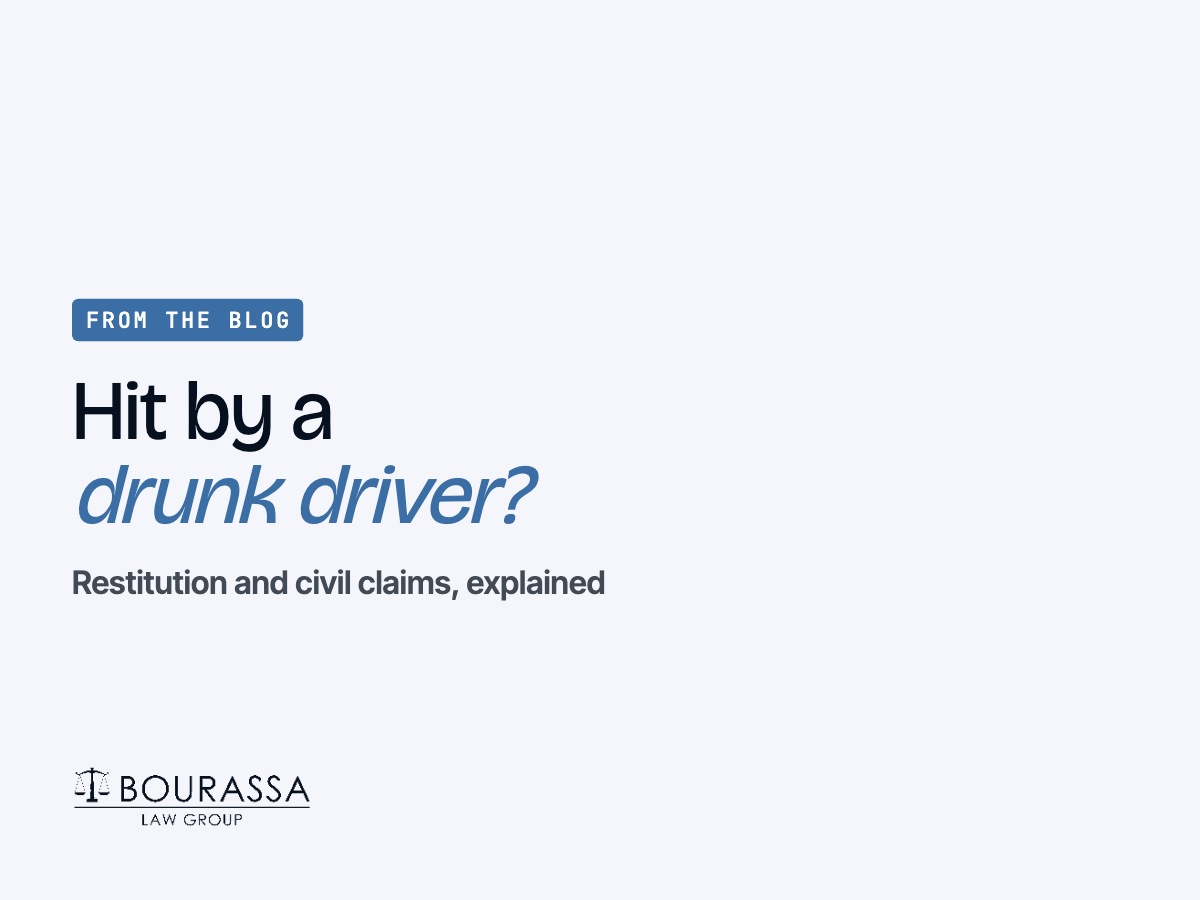 FROM THE BLOG
Hit by a
drunk driver?
Restitution and civil claims, explained
BOURASSA
LAW GROUP